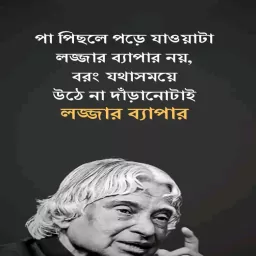 পা পিছলে পড়ে যাওয়াটা
লজ্জার ব্যাপার নয়,
বরং যথাসময়ে
উঠে না দাঁড়ানোটাই
লজ্জার ব্যাপার